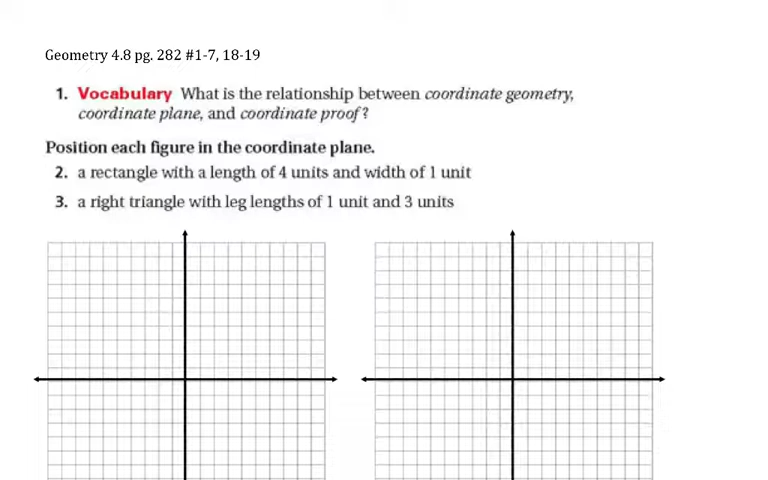 Geometry 4.8 pg. 282 #1-7, 18-19
1. Vocabulary What is the relationship between coordinate geometry,
coordinate plane, and coordinate proof?
Position each figure in the coordinate plane.
2. a rectangle with a length of 4 units and width of 1 unit
3. a right triangle with leg lengths of 1 unit and 3 units